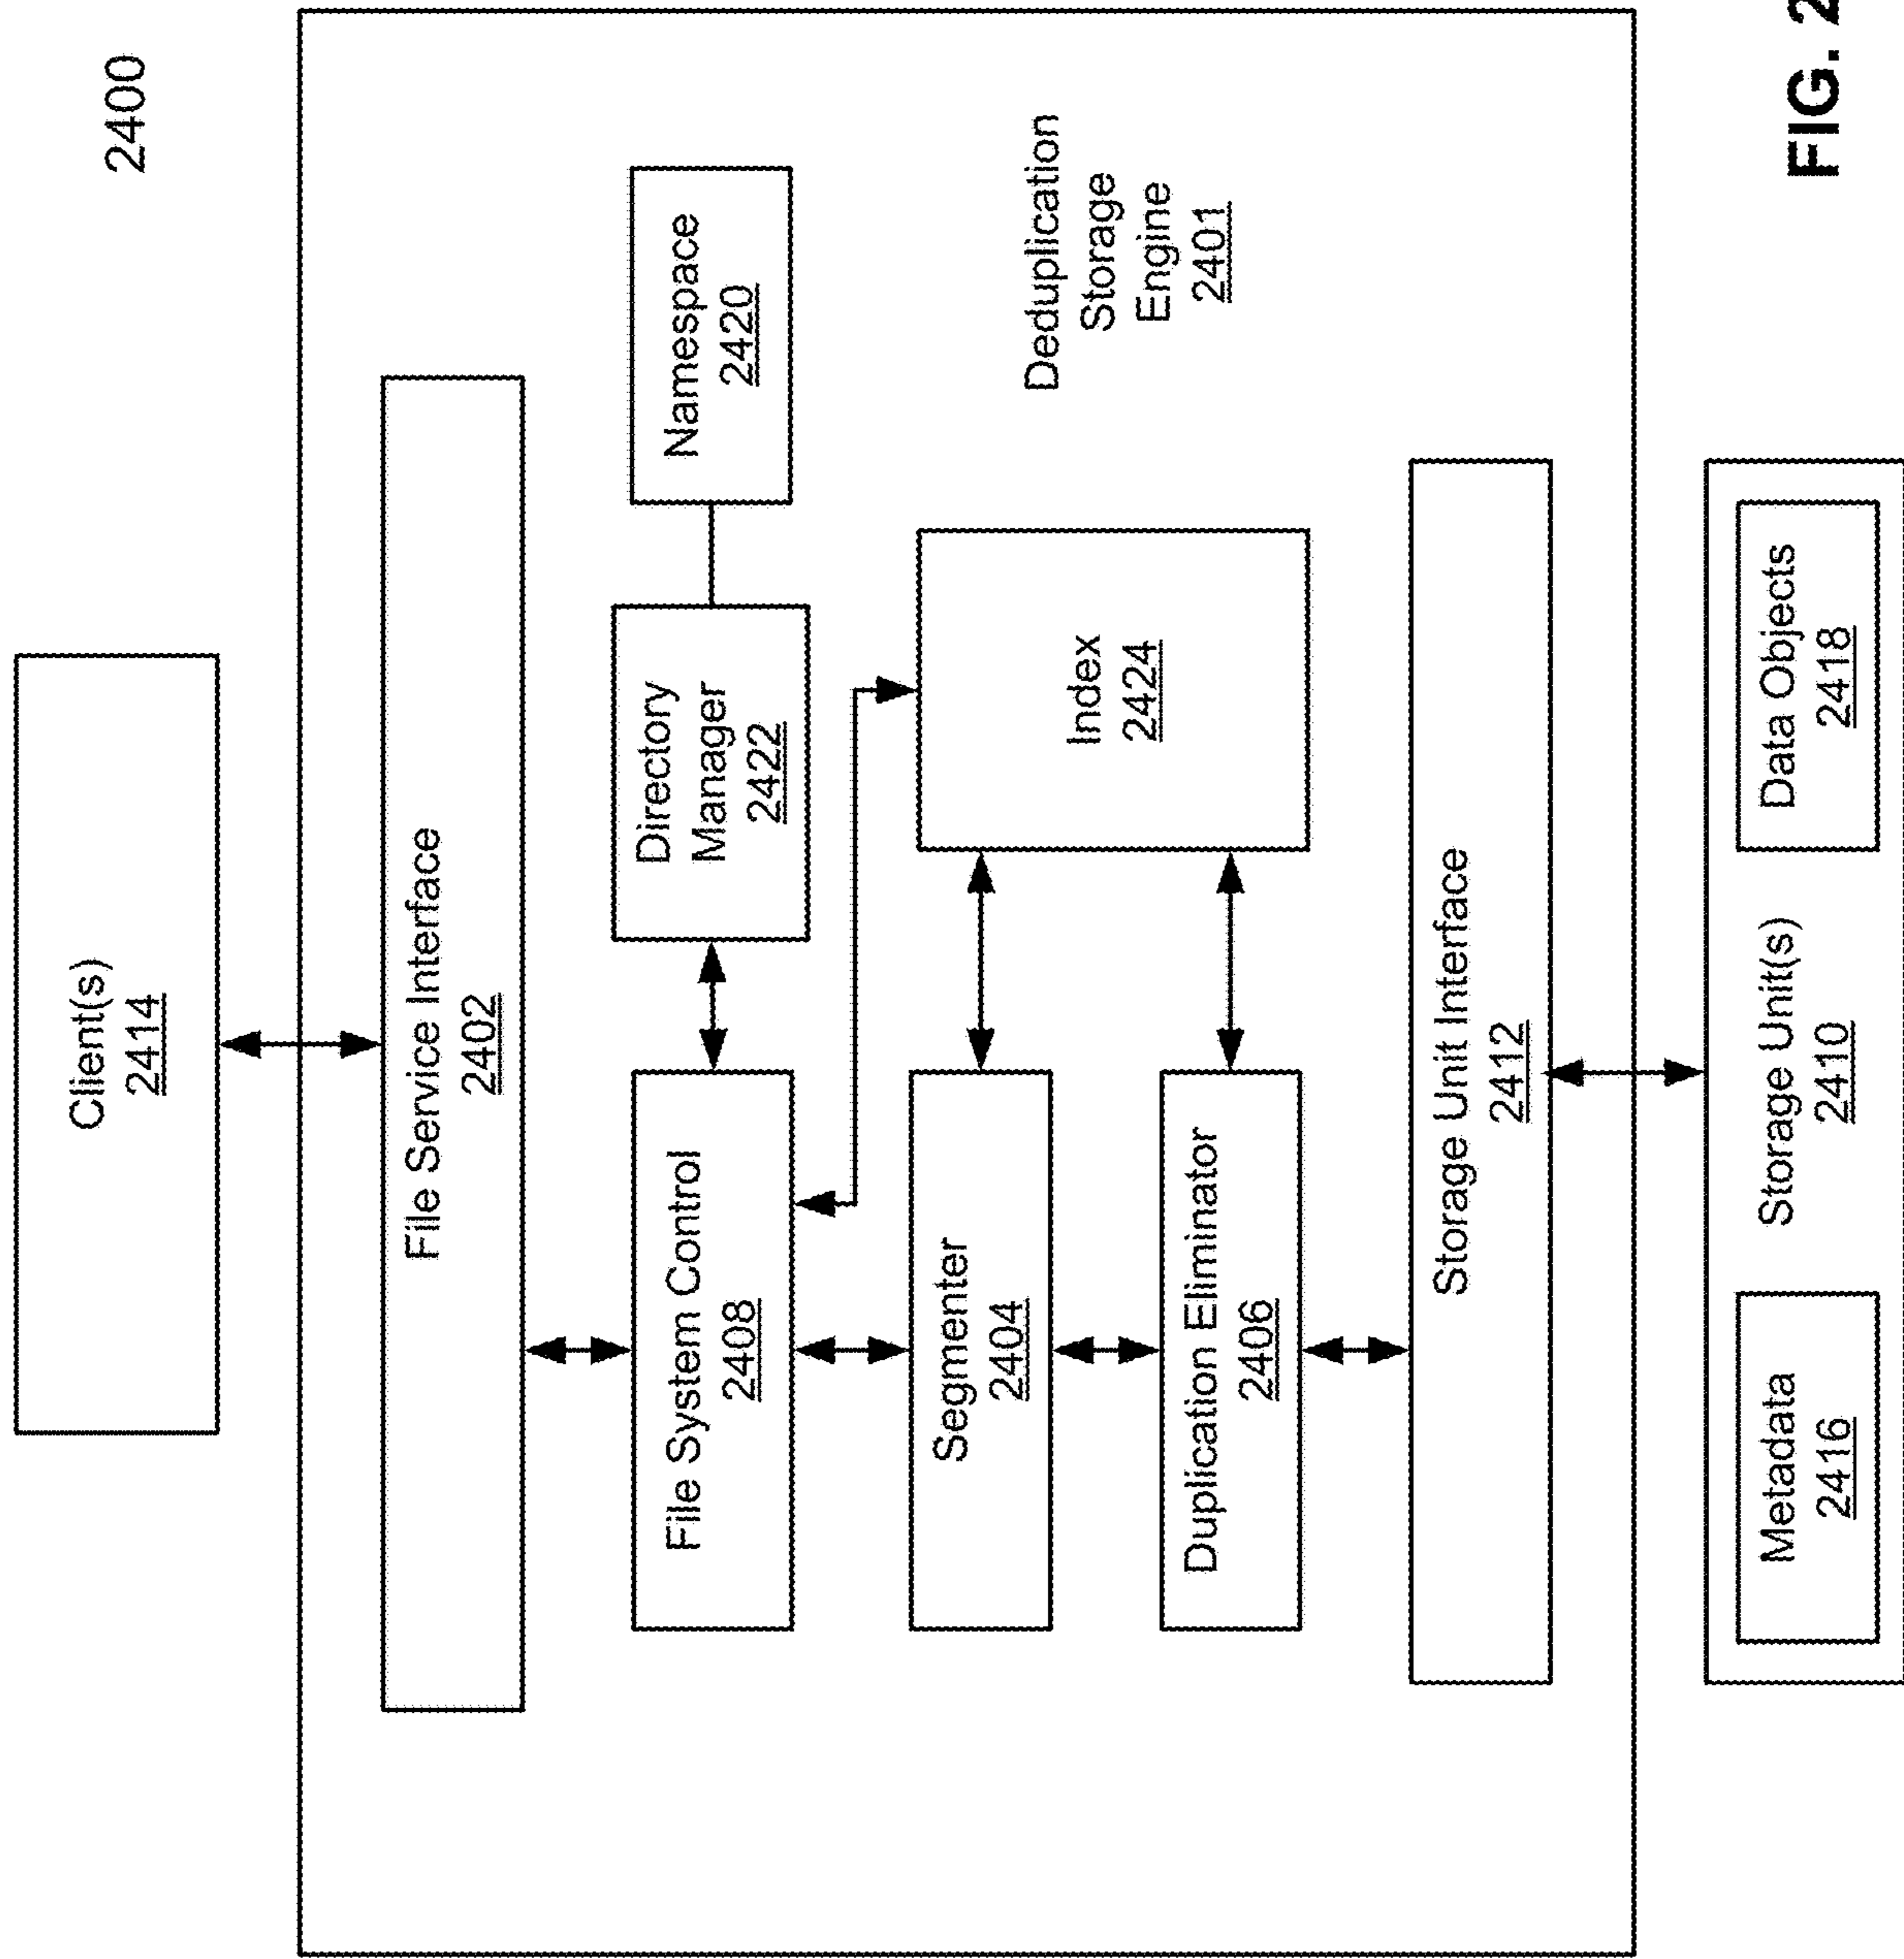 2400
Client(s)
2414
File Service Interface
2402
File System Control
2408
Directory
Manager
2422
Namespace
2420
Segmenter
2404
Index
2424
Duplication Eliminator
2406
Deduplication
Storage
Engine
2401
Storage Unit Interface
2412
Metadata
2416
Storage Unit(s)
2410
Data Objects
2418
FIG. 2